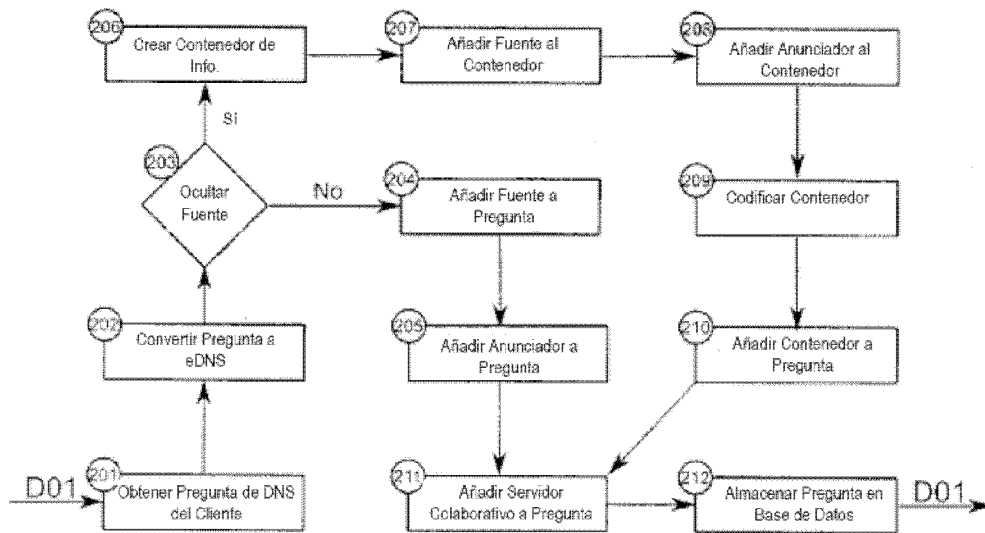 206
Crear Contenedor de
Info.
207
Añadir Fuente al
Contenedor
208
Añadir Anunciador al
Contenedor
Sí
203
Ocultar
Fuente
No
204
Añadir Fuente a
Pregunta
209
Codificar Contenedor
202
Convertir Pregunta a
eDNS
205
Añadir Anunciador a
Pregunta
210
Añadir Contenedor a
Pregunta
D01
201
Obtener Pregunta de DNS
del Cliente
211
Añadir Servidor
Colaborativo a Pregunta
212
Almacenar Pregunta en
Base de Datos
D01